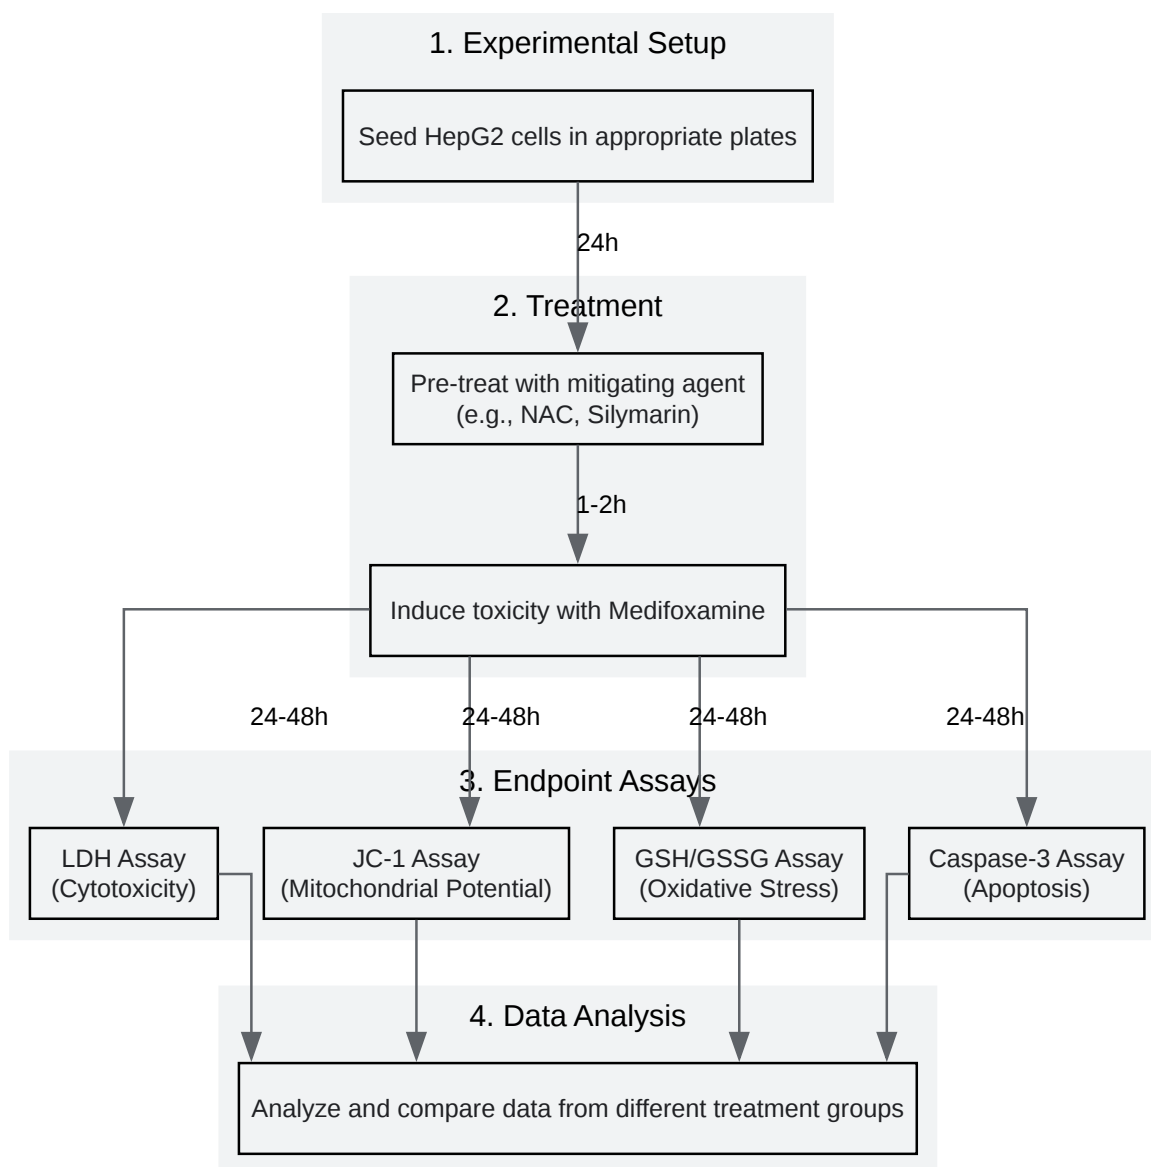 1. Experimental Setup
Seed HepG2 cells in appropriate plates
24h
2. Treatment
Pre-treat with mitigating agent
(e.g., NAC, Silymarin)
1-2h
Induce toxicity with Medifoxamine
24-48h
24-48h
24-48h
24-48h
3. Endpoint Assays
LDH Assay
(Cytotoxicity)
JC-1 Assay
(Mitochondrial Potential)
GSH/GSSG Assay
(Oxidative Stress)
Caspase-3 Assay
(Apoptosis)
4. Data Analysis
Analyze and compare data from different treatment groups